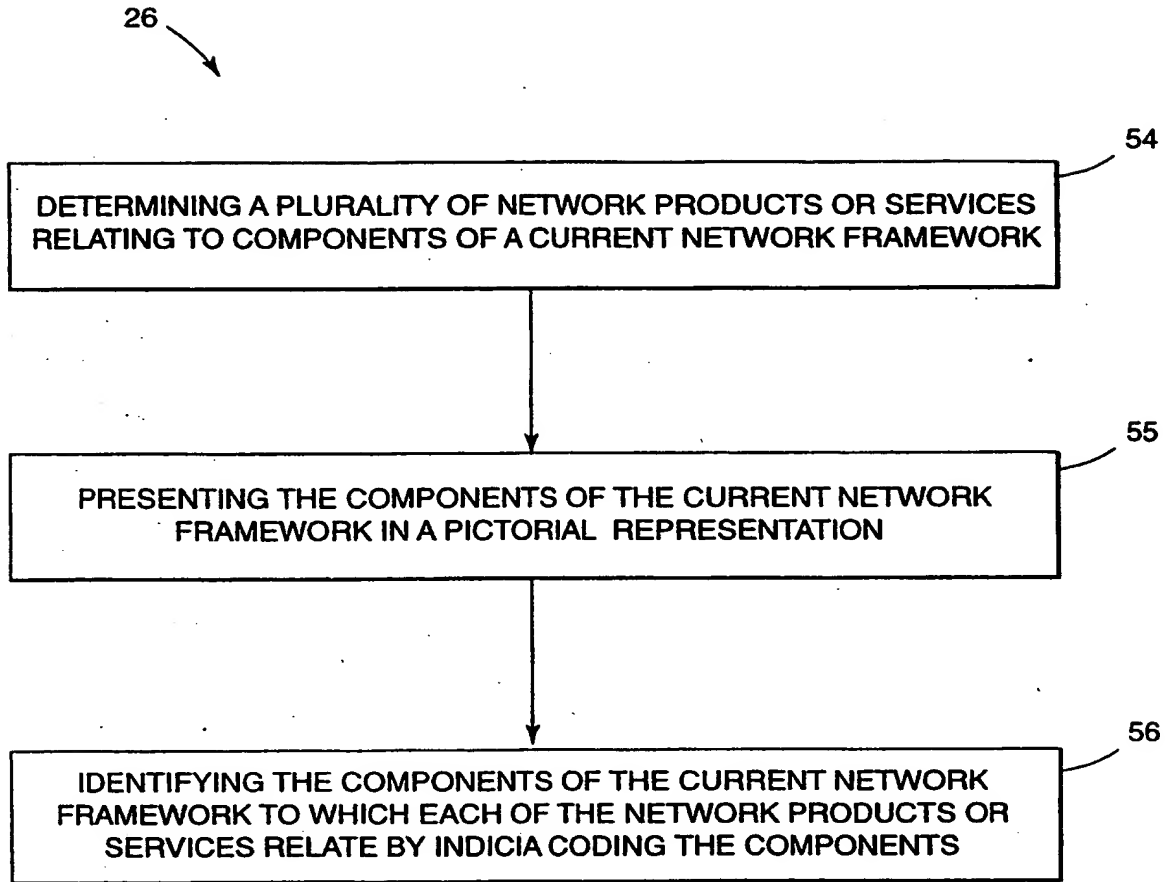 26
54
DETERMINING A PLURALITY OF NETWORK PRODUCTS OR SERVICES
RELATING TO COMPONENTS OF A CURRENT NETWORK FRAMEWORK
55
PRESENTING THE COMPONENTS OF THE CURRENT NETWORK
FRAMEWORK IN A PICTORIAL REPRESENTATION
56
IDENTIFYING THE COMPONENTS OF THE CURRENT NETWORK
FRAMEWORK TO WHICH EACH OF THE NETWORK PRODUCTS OR
SERVICES RELATE BY INDICIA CODING THE COMPONENTS